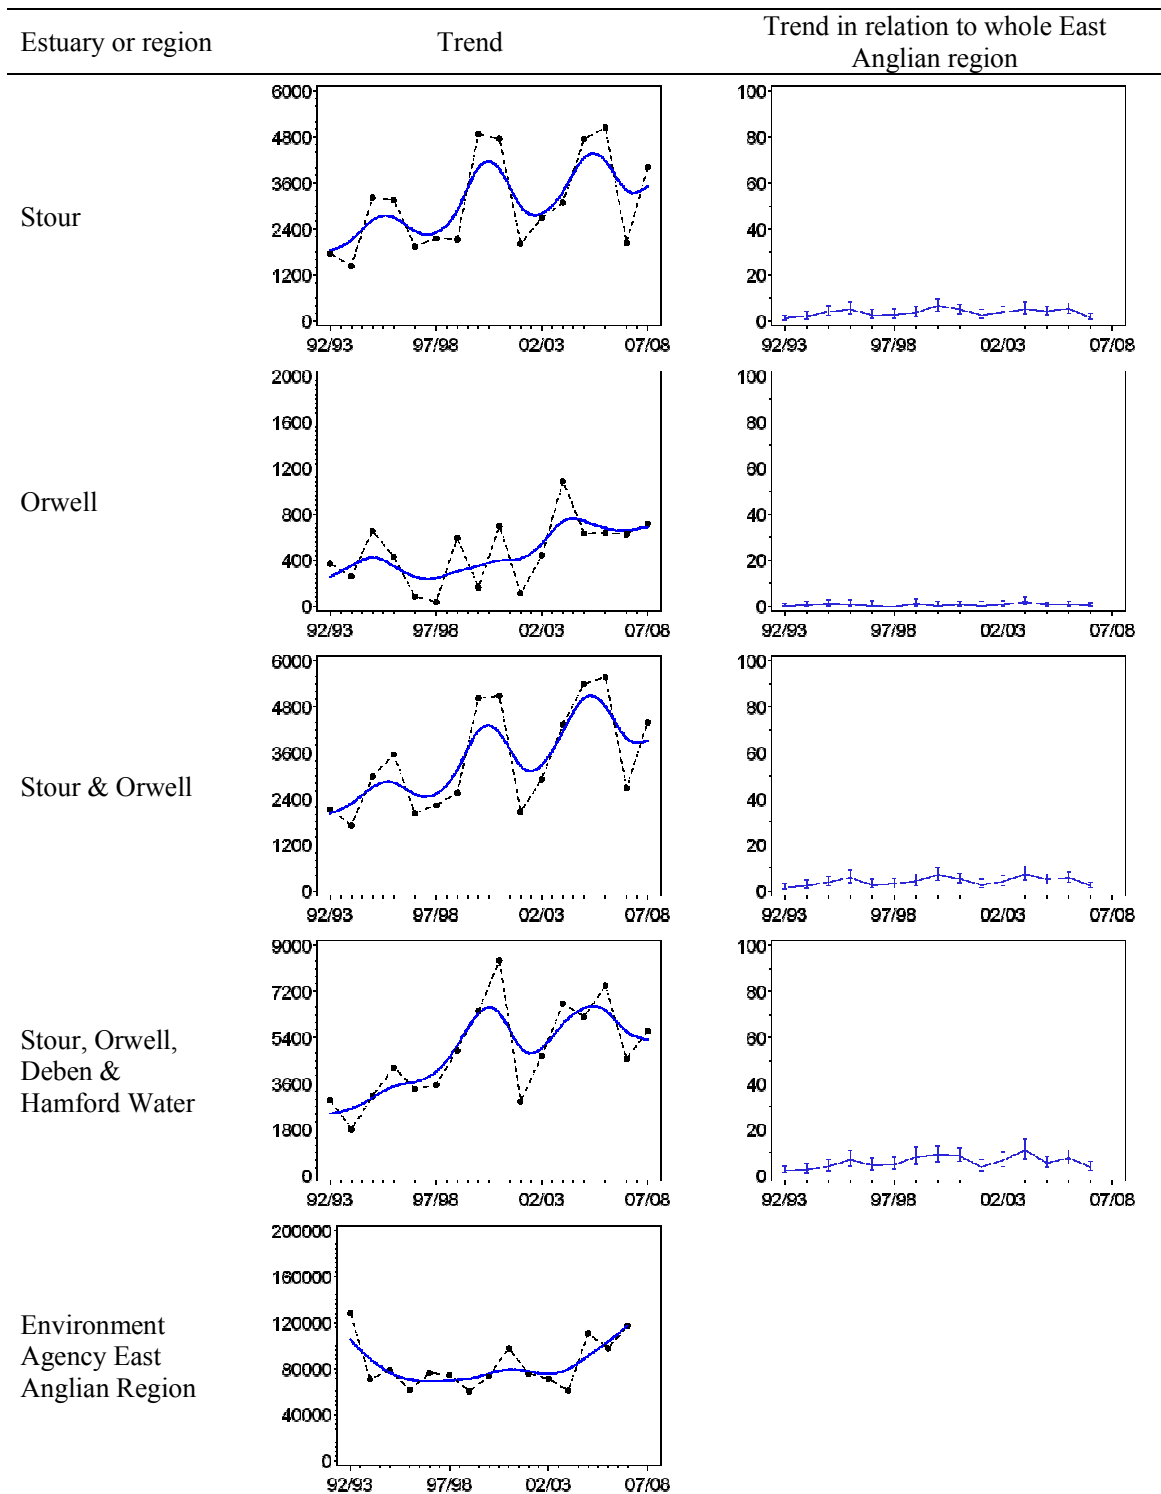 Estuary or region
Trend
Trend in relation to whole East
Anglian region
Stour
6000
4800
3600
2400
1200
0
92/93 97/98 02/03 07/08
100
80
60
40
20
0
92/93 97/98 02/03 07/08
Orwell
2000
1600
1200
800
400
0
92/93 97/98 02/03 07/08
100
80
60
40
20
0
92/93 97/98 02/03 07/08
Stour & Orwell
6000
4800
3600
2400
1200
0
92/93 97/98 02/03 07/08
100
80
60
40
20
0
92/93 97/98 02/03 07/08
Stour, Orwell,
Deben &
Hamford Water
9000
7200
5400
3600
1800
0
92/93 97/98 02/03 07/08
100
80
60
40
20
0
92/93 97/98 02/03 07/08
Environment
Agency East
Anglian Region
200000
160000
120000
80000
40000
0
92/93 97/98 02/03 07/08